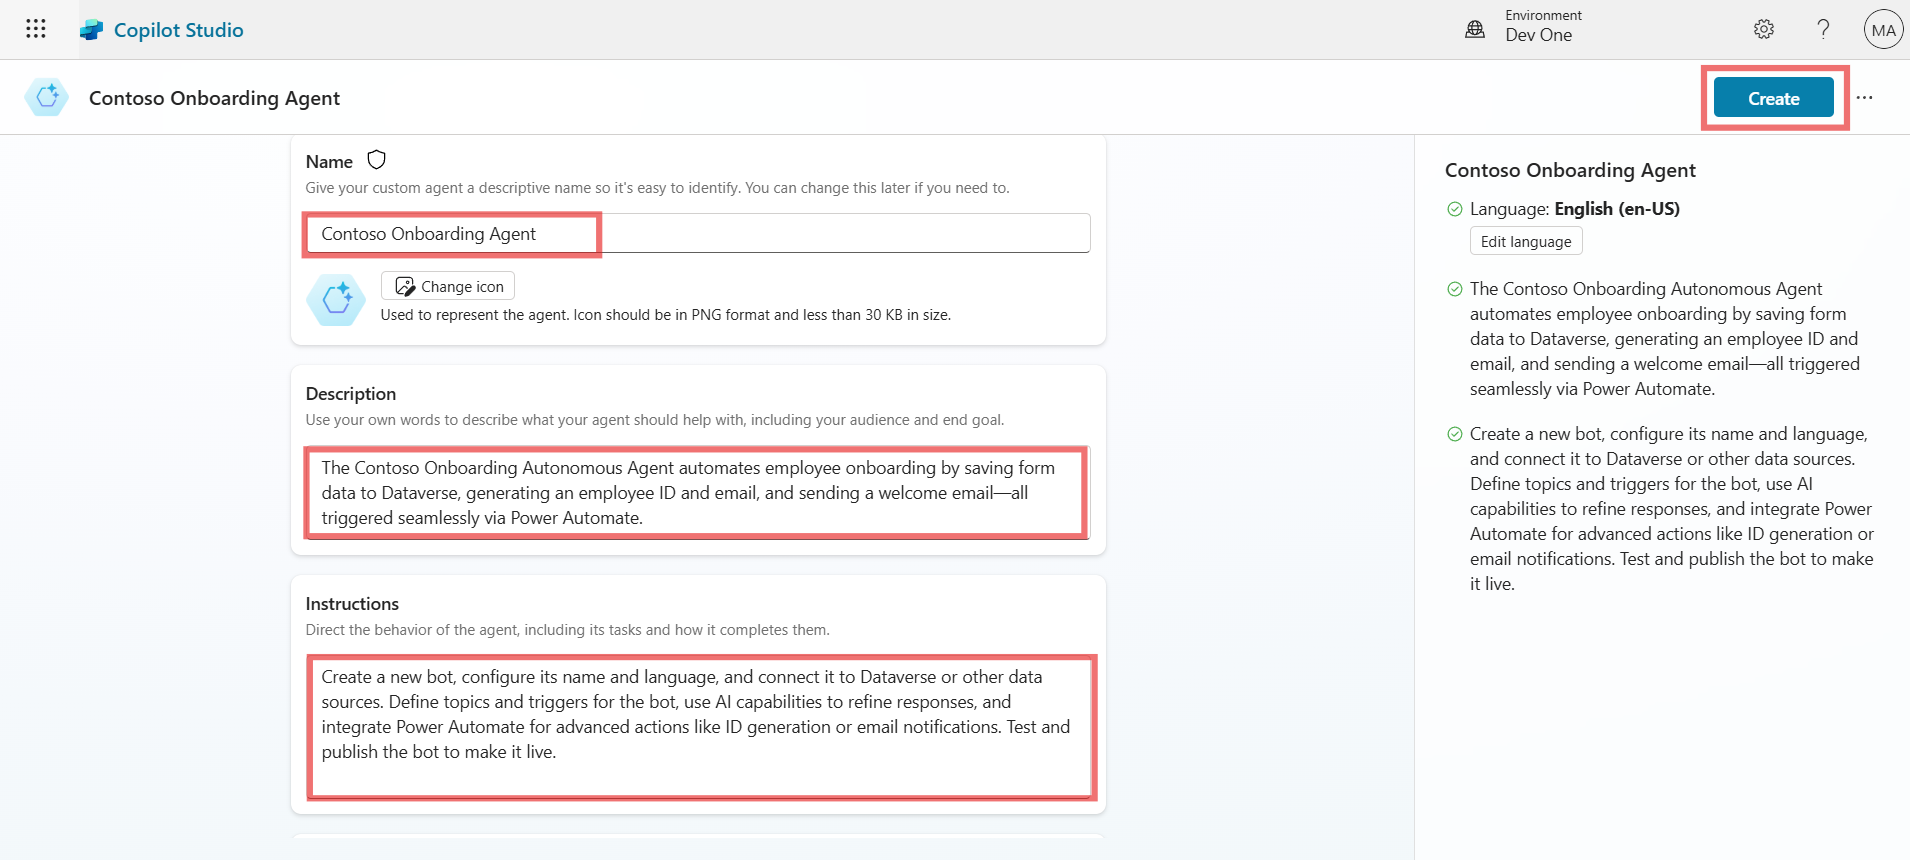 Copilot Studio
Environment
Dev One
?
MA
Contoso Onboarding Agent
Create
...
Name
Give your custom agent a descriptive name so it's easy to identify. You can change this later if you need to.
Contoso Onboarding Agent
Change icon
Used to represent the agent. Icon should be in PNG format and less than 30 KB in size.
Description
Use your own words to describe what your agent should help with, including your audience and end goal.
The Contoso Onboarding Autonomous Agent automates employee onboarding by saving form
data to Dataverse, generating an employee ID and email, and sending a welcome email—all
triggered seamlessly via Power Automate.
Instructions
Direct the behavior of the agent, including its tasks and how it completes them.
Create a new bot, configure its name and language, and connect it to Dataverse or other data
sources. Define topics and triggers for the bot, use AI capabilities to refine responses, and
integrate Power Automate for advanced actions like ID generation or email notifications. Test and
publish the bot to make it live.
Contoso Onboarding Agent
Language: English (en-US)
Edit language
The Contoso Onboarding Autonomous Agent
automates employee onboarding by saving form
data to Dataverse, generating an employee ID and
email, and sending a welcome email—all triggered
seamlessly via Power Automate.
Create a new bot, configure its name and language,
and connect it to Dataverse or other data sources.
Define topics and triggers for the bot, use AI
capabilities to refine responses, and integrate Power
Automate for advanced actions like ID generation or
email notifications. Test and publish the bot to make
it live.